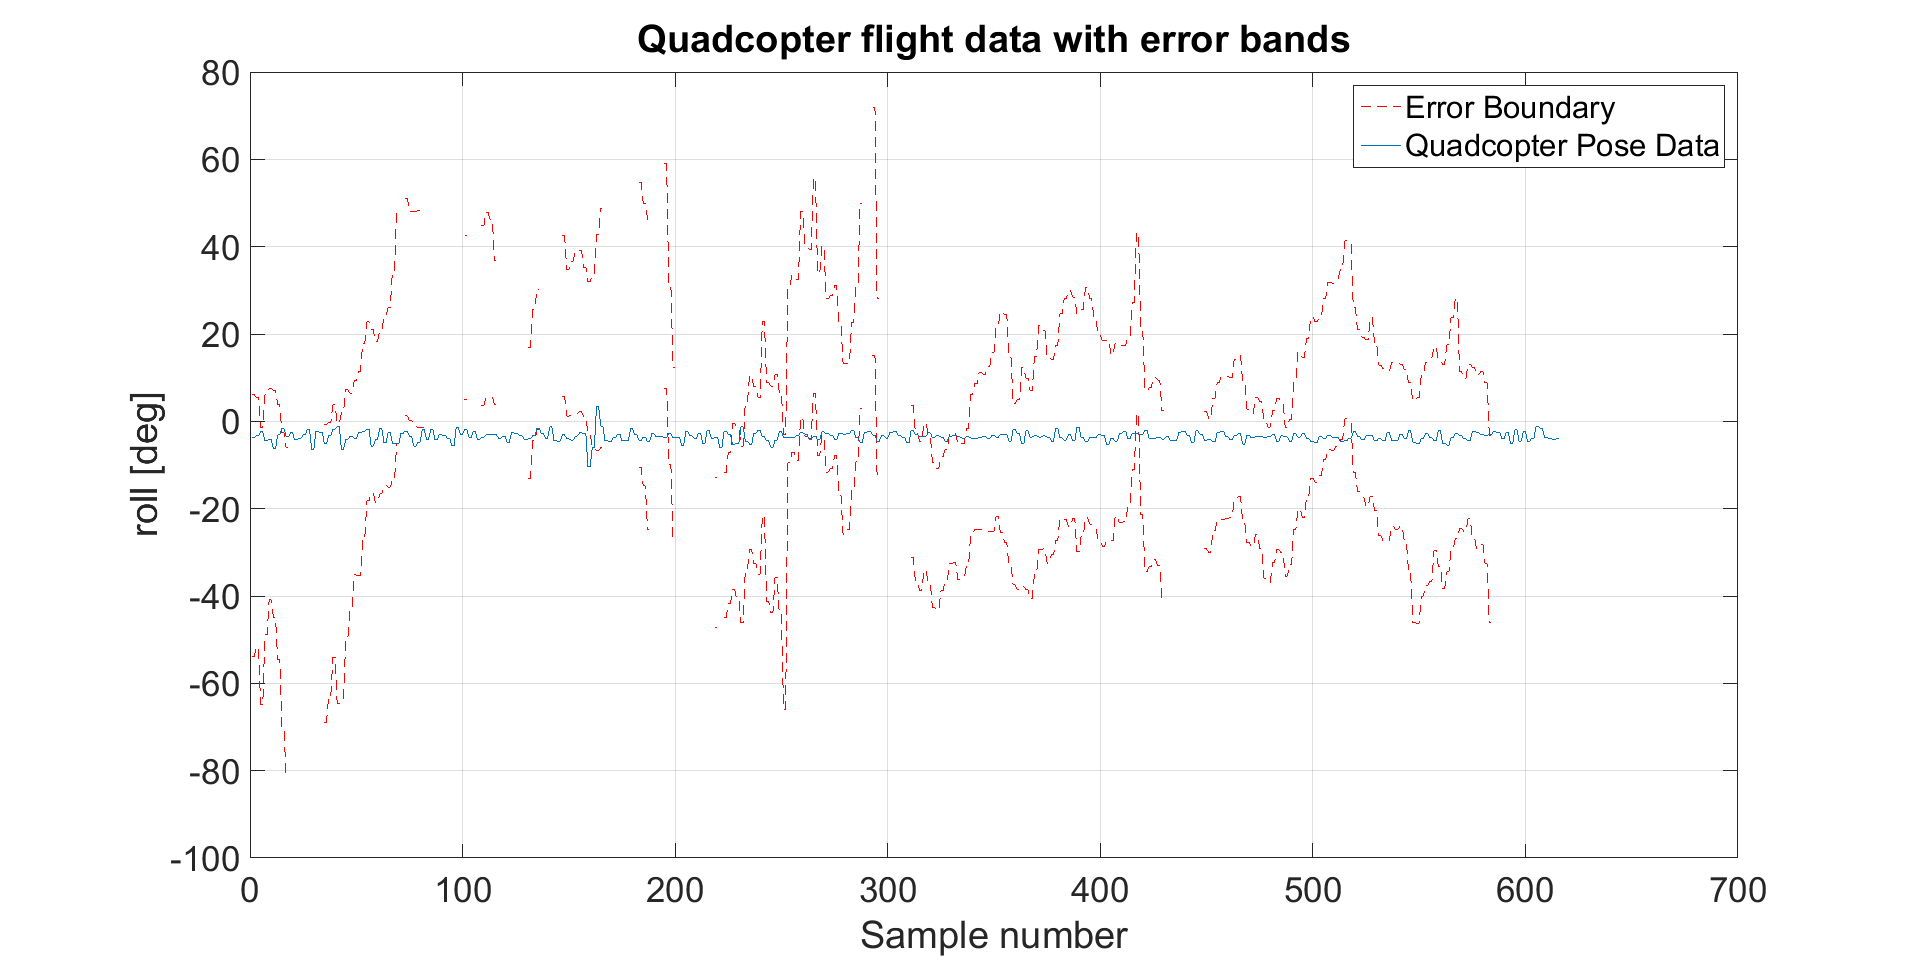 Quadcopter flight data with error bands
Error Boundary
Quadcopter Pose Data
80
60
40
20
0
-20
-40
-60
-80
-100
roll [deg]
0 100 200 300 400 500 600 700
Sample number